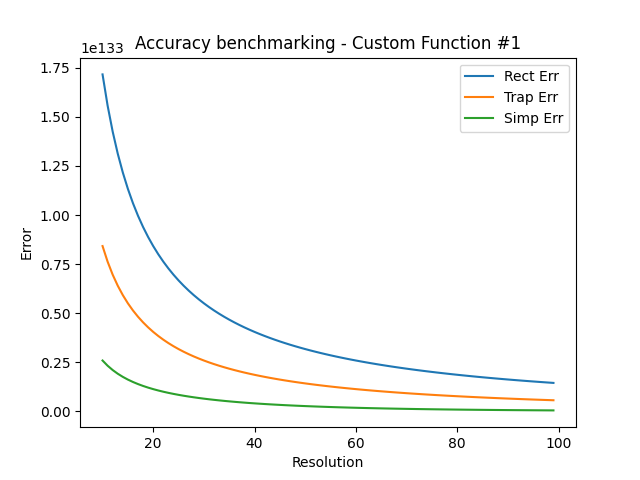 Accuracy benchmarking - Custom Function #1
1e133
1.75
1.50
1.25
1.00
0.75
0.50
0.25
0.00
Error
Rect Err
Trap Err
Simp Err
20 40 60 80 100
Resolution